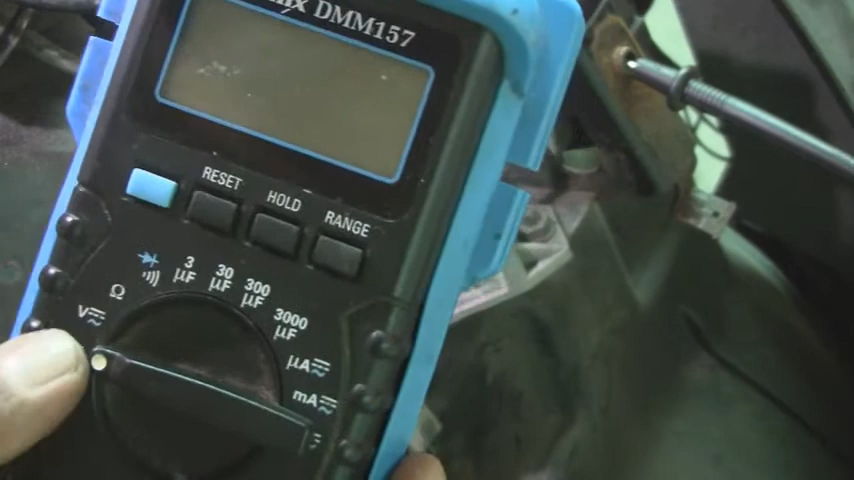 DMM157
RESET
HOLD
RANGE
3 µF
30 µF
300 µF
3000 µF
Ω
V
µA
mA